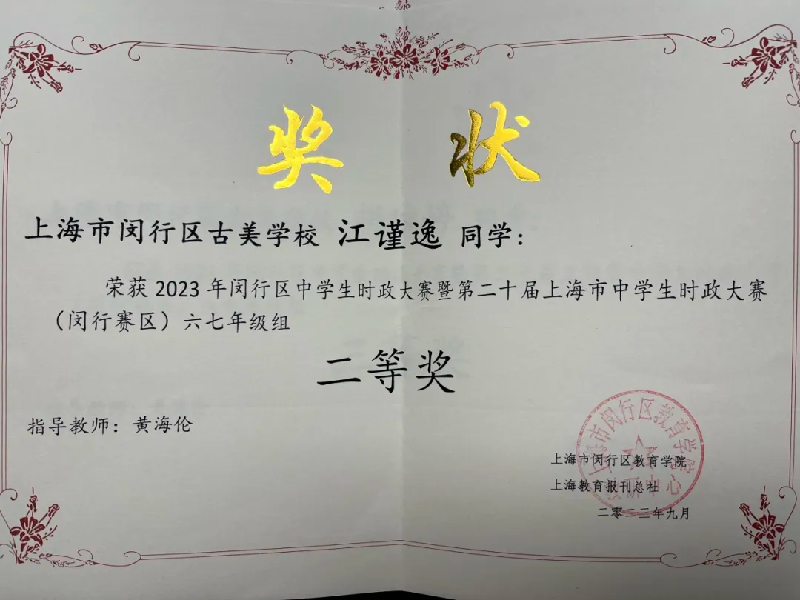 奖 状
上海市闵行区古美学校 江谨逸 同学:
荣获 2023 年闵行区中学生时政大赛暨第二十届上海市中学生时政大赛
（闵行赛区）六七年级组
二等奖
指导教师：黄海伦
上海市闵行区教育学院
上海市闵行区教育学院
上海教育报刊总社
二〇二三年九月